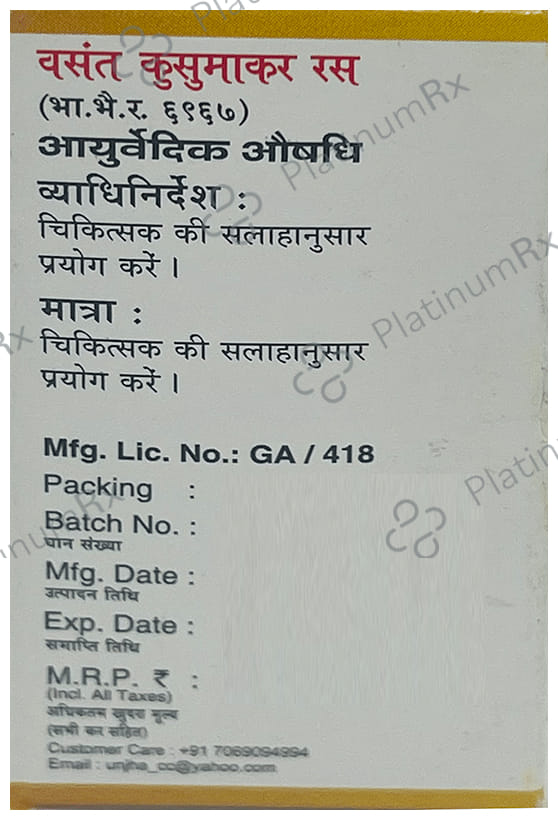 वसंत कुसुमाकर रस
(भा.भै.र. ६९६७)
आयुर्वेदिक औषधि
व्याधिनिर्देश :
चिकित्सक की सलाहानुसार
प्रयोग करें ।
मात्रा :
चिकित्सक की सलाहानुसार
प्रयोग करें ।
Mfg. Lic. No.: GA / 418
Packing :
Batch No. :
घान संख्या
Mfg. Date :
उत्पादन तिथि
Exp. Date :
समाप्ति तिथि
M.R.P. ₹ :
(Incl. All Taxes)
अधिकतम खुदरा मूल्य
(सभी कर सहित)
Customer Care : +91 7069094994
Email : unjha_cc@yahoo.com
PlatinumRx
PlatinumRx